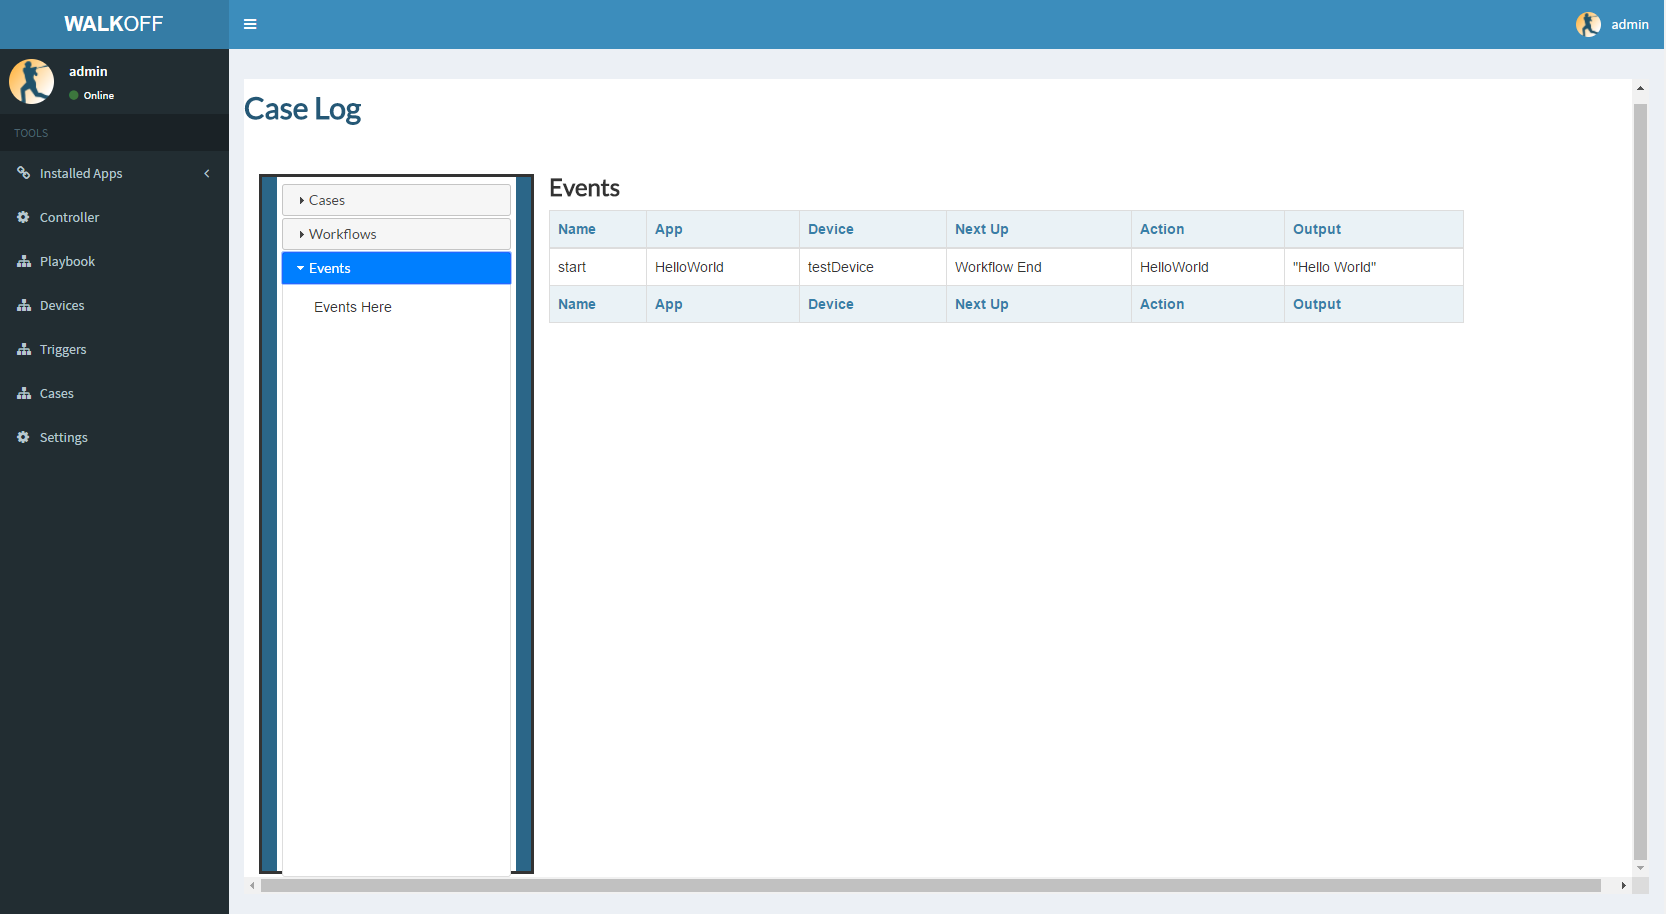 WALKOFF
admin
admin
Online
TOOLS
Installed Apps
Controller
Playbook
Devices
Triggers
Cases
Settings
Case Log
Cases
Workflows
Events
Events Here
Events
Name App Device Next Up Action Output
start HelloWorld testDevice Workflow End HelloWorld "Hello World"
Name App Device Next Up Action Output